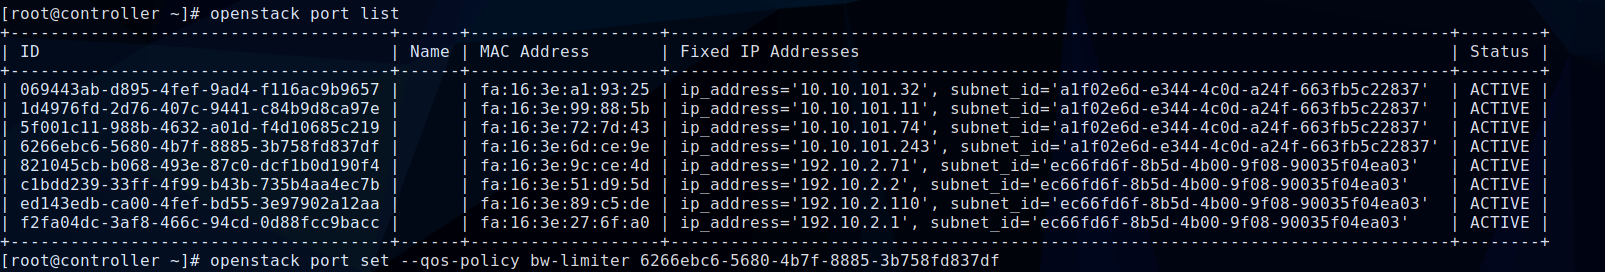 [root@controller ~]# openstack port list
+--------------------------------------+------+-------------------+------------------------------------------------------------------------------+--------+
| ID                                   | Name | MAC Address       | Fixed IP Addresses                                                           | Status |
+--------------------------------------+------+-------------------+------------------------------------------------------------------------------+--------+
| 069443ab-d895-4fef-9ad4-f116ac9b9657 |      | fa:16:3e:a1:93:25 | ip_address='10.10.101.32', subnet_id='a1f02e6d-e344-4c0d-a24f-663fb5c22837'  | ACTIVE |
| 1d4976fd-2d76-407c-9441-c84b9d8ca97e |      | fa:16:3e:99:88:5b | ip_address='10.10.101.11', subnet_id='a1f02e6d-e344-4c0d-a24f-663fb5c22837'  | ACTIVE |
| 5f001c11-988b-4632-a01d-f4d10685c219 |      | fa:16:3e:72:7d:43 | ip_address='10.10.101.74', subnet_id='a1f02e6d-e344-4c0d-a24f-663fb5c22837'  | ACTIVE |
| 6266ebc6-5680-4b7f-8885-3b758fd837df |      | fa:16:3e:6d:ce:9e | ip_address='10.10.101.243', subnet_id='a1f02e6d-e344-4c0d-a24f-663fb5c22837' | ACTIVE |
| 821045cb-b068-493e-87c0-dcf1b0d190f4 |      | fa:16:3e:9c:ce:4d | ip_address='192.10.2.71', subnet_id='ec66fd6f-8b5d-4b00-9f08-90035f04ea03'   | ACTIVE |
| c1bdd239-33ff-4f99-b43b-735b4aa4ec7b |      | fa:16:3e:51:d9:5d | ip_address='192.10.2.2', subnet_id='ec66fd6f-8b5d-4b00-9f08-90035f04ea03'    | ACTIVE |
| ed143edb-ca00-4fef-bd55-3e97902a12aa |      | fa:16:3e:89:c5:de | ip_address='192.10.2.110', subnet_id='ec66fd6f-8b5d-4b00-9f08-90035f04ea03'  | ACTIVE |
| f2fa04dc-3af8-466c-94cd-0d88fcc9bacc |      | fa:16:3e:27:6f:a0 | ip_address='192.10.2.1', subnet_id='ec66fd6f-8b5d-4b00-9f08-90035f04ea03'    | ACTIVE |
+--------------------------------------+------+-------------------+------------------------------------------------------------------------------+--------+
[root@controller ~]# openstack port set --qos-policy bw-limiter 6266ebc6-5680-4b7f-8885-3b758fd837df